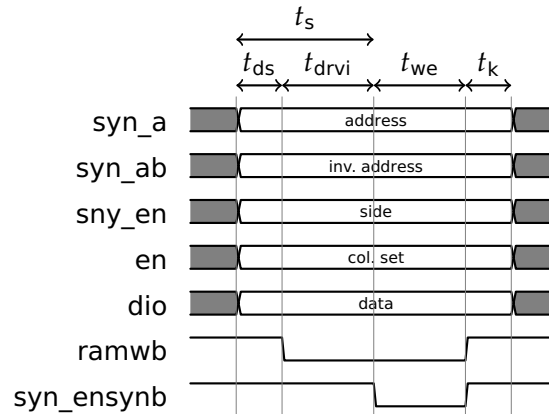 t_s
t_ds t_drvi t_we t_k
syn_a address
syn_ab inv. address
sny_en side
en col. set
dio data
ramwb
syn_ensynb